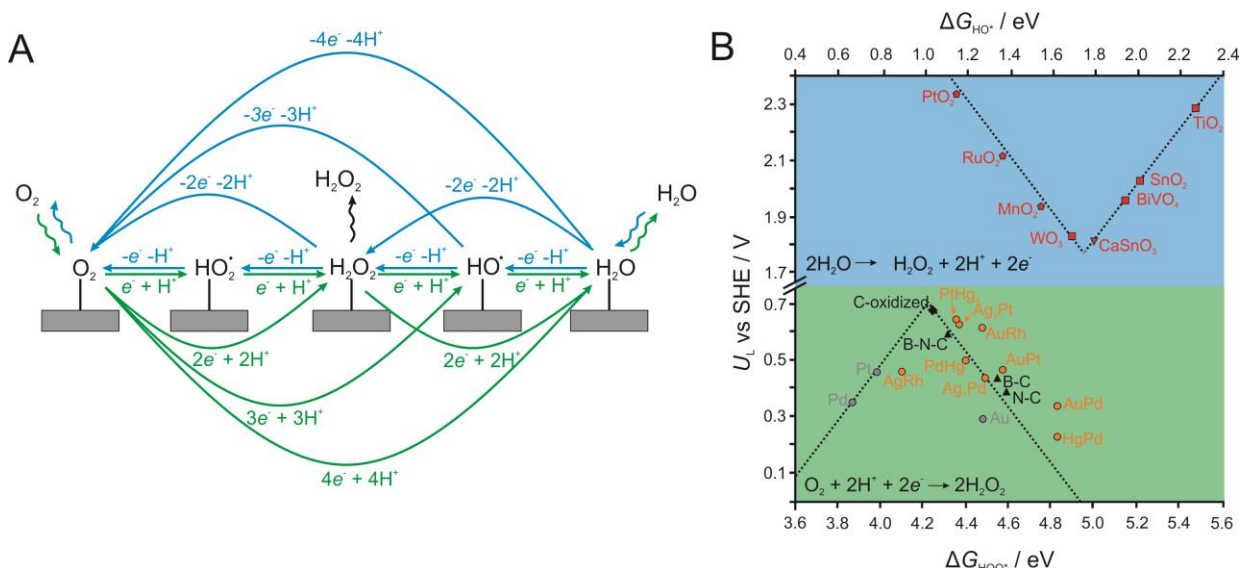 A
-4e⁻ -4H⁺
-3e⁻ -3H⁺
-2e⁻ -2H⁺
H₂O₂
-2e⁻ -2H⁺
O₂
H₂O
-e⁻ -H⁺
-e⁻ -H⁺
-e⁻ -H⁺
-e⁻ -H⁺
O₂
HO₂•
H₂O₂
HO•
H₂O
e⁻ + H⁺
e⁻ + H⁺
e⁻ + H⁺
e⁻ + H⁺
2e⁻ + 2H⁺
2e⁻ + 2H⁺
3e⁻ + 3H⁺
4e⁻ + 4H⁺
B
ΔG_HO* / eV
0.4 0.6 0.8 1.0 1.2 1.4 1.6 1.8 2.0 2.2 2.4
U_L vs SHE / V
2.3
2.1
1.9
1.7
0.7
0.5
0.3
0.1
PtO₂
TiO₂
RuO₂
SnO₂
MnO₂
BiVO₄
WO₃
CaSnO₃
2H₂O → H₂O₂ + 2H⁺ + 2e⁻
PtHg₄
C-oxidized
Ag₃Pt
AuRh
B-N-C
Pt
AgRh
PdHg
AuPt
Ag₃Pd
B-C
N-C
Pd
Au
AuPd
HgPd
O₂ + 2H⁺ + 2e⁻ → 2H₂O₂
3.6 3.8 4.0 4.2 4.4 4.6 4.8 5.0 5.2 5.4 5.6
ΔG_HOO* / eV